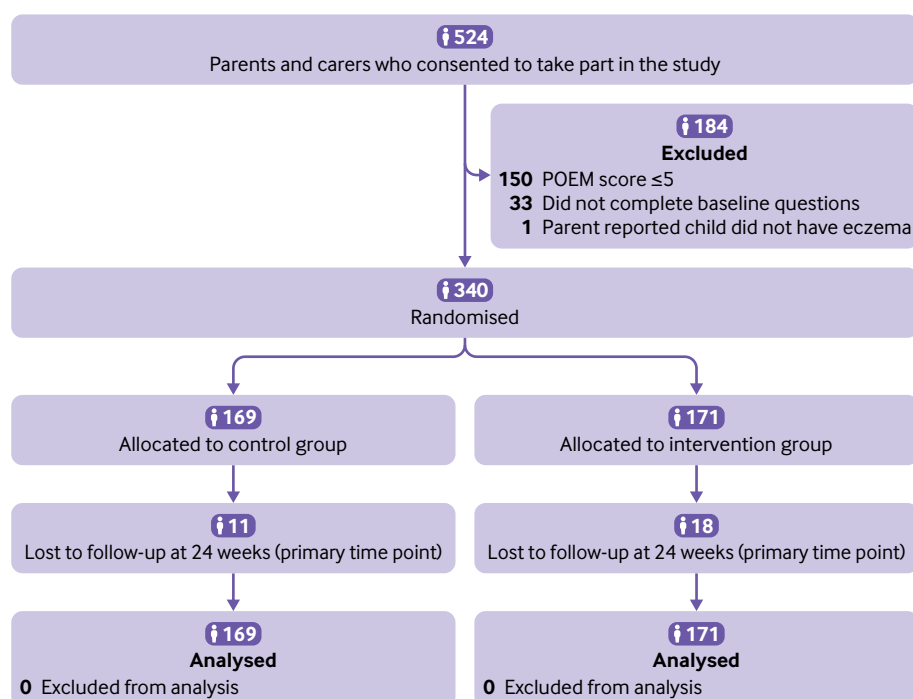 524
Parents and carers who consented to take part in the study
184
Excluded
150 POEM score ≤5
33 Did not complete baseline questions
1 Parent reported child did not have eczema
340
Randomised
169
Allocated to control group
171
Allocated to intervention group
11
Lost to follow-up at 24 weeks (primary time point)
18
Lost to follow-up at 24 weeks (primary time point)
169
Analysed
0 Excluded from analysis
171
Analysed
0 Excluded from analysis